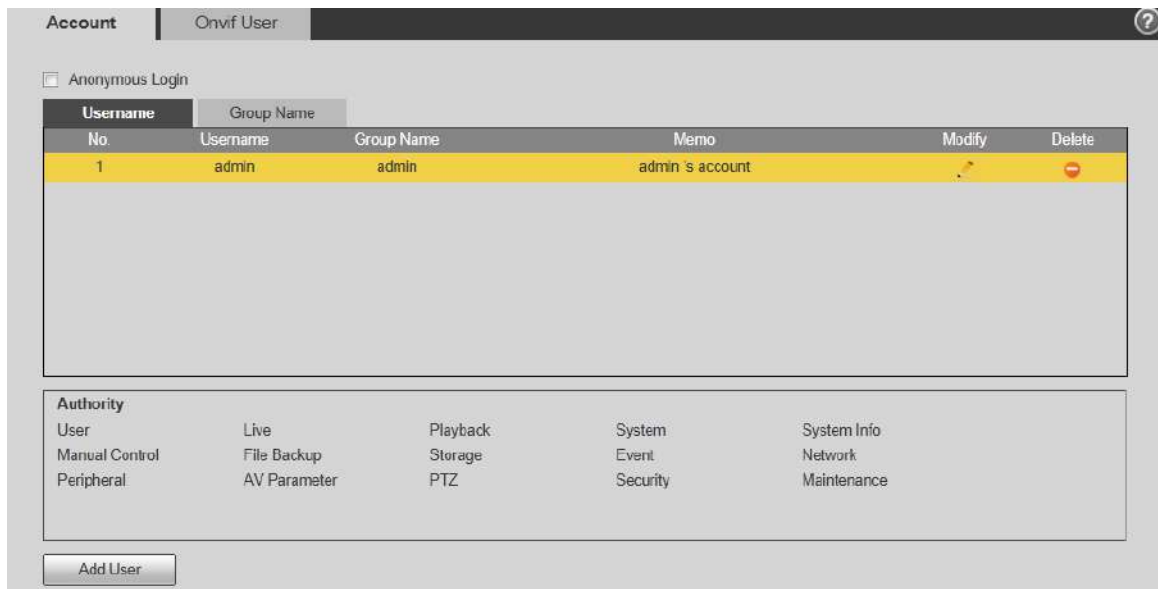 Account Onvif User ?
Anonymous Login
Username Group Name
No. Username Group Name Memo Modify Delete
1 admin admin admin 's account
Authority
User Live Playback System System Info
Manual Control File Backup Storage Event Network
Peripheral AV Parameter PTZ Security Maintenance
Add User